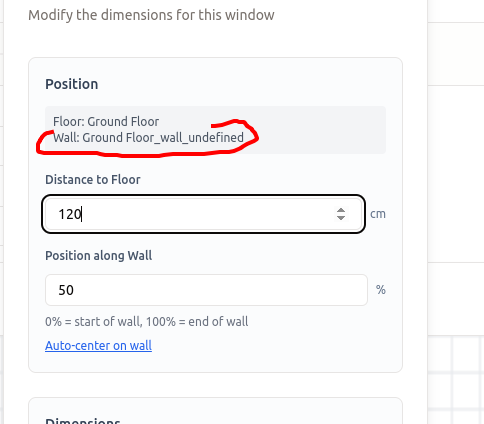 Modify the dimensions for this window
Position
Floor: Ground Floor
Wall: Ground Floor_wall_undefined
Distance to Floor
120
cm
Position along Wall
50
%
0% = start of wall, 100% = end of wall
Auto-center on wall
Dimensions